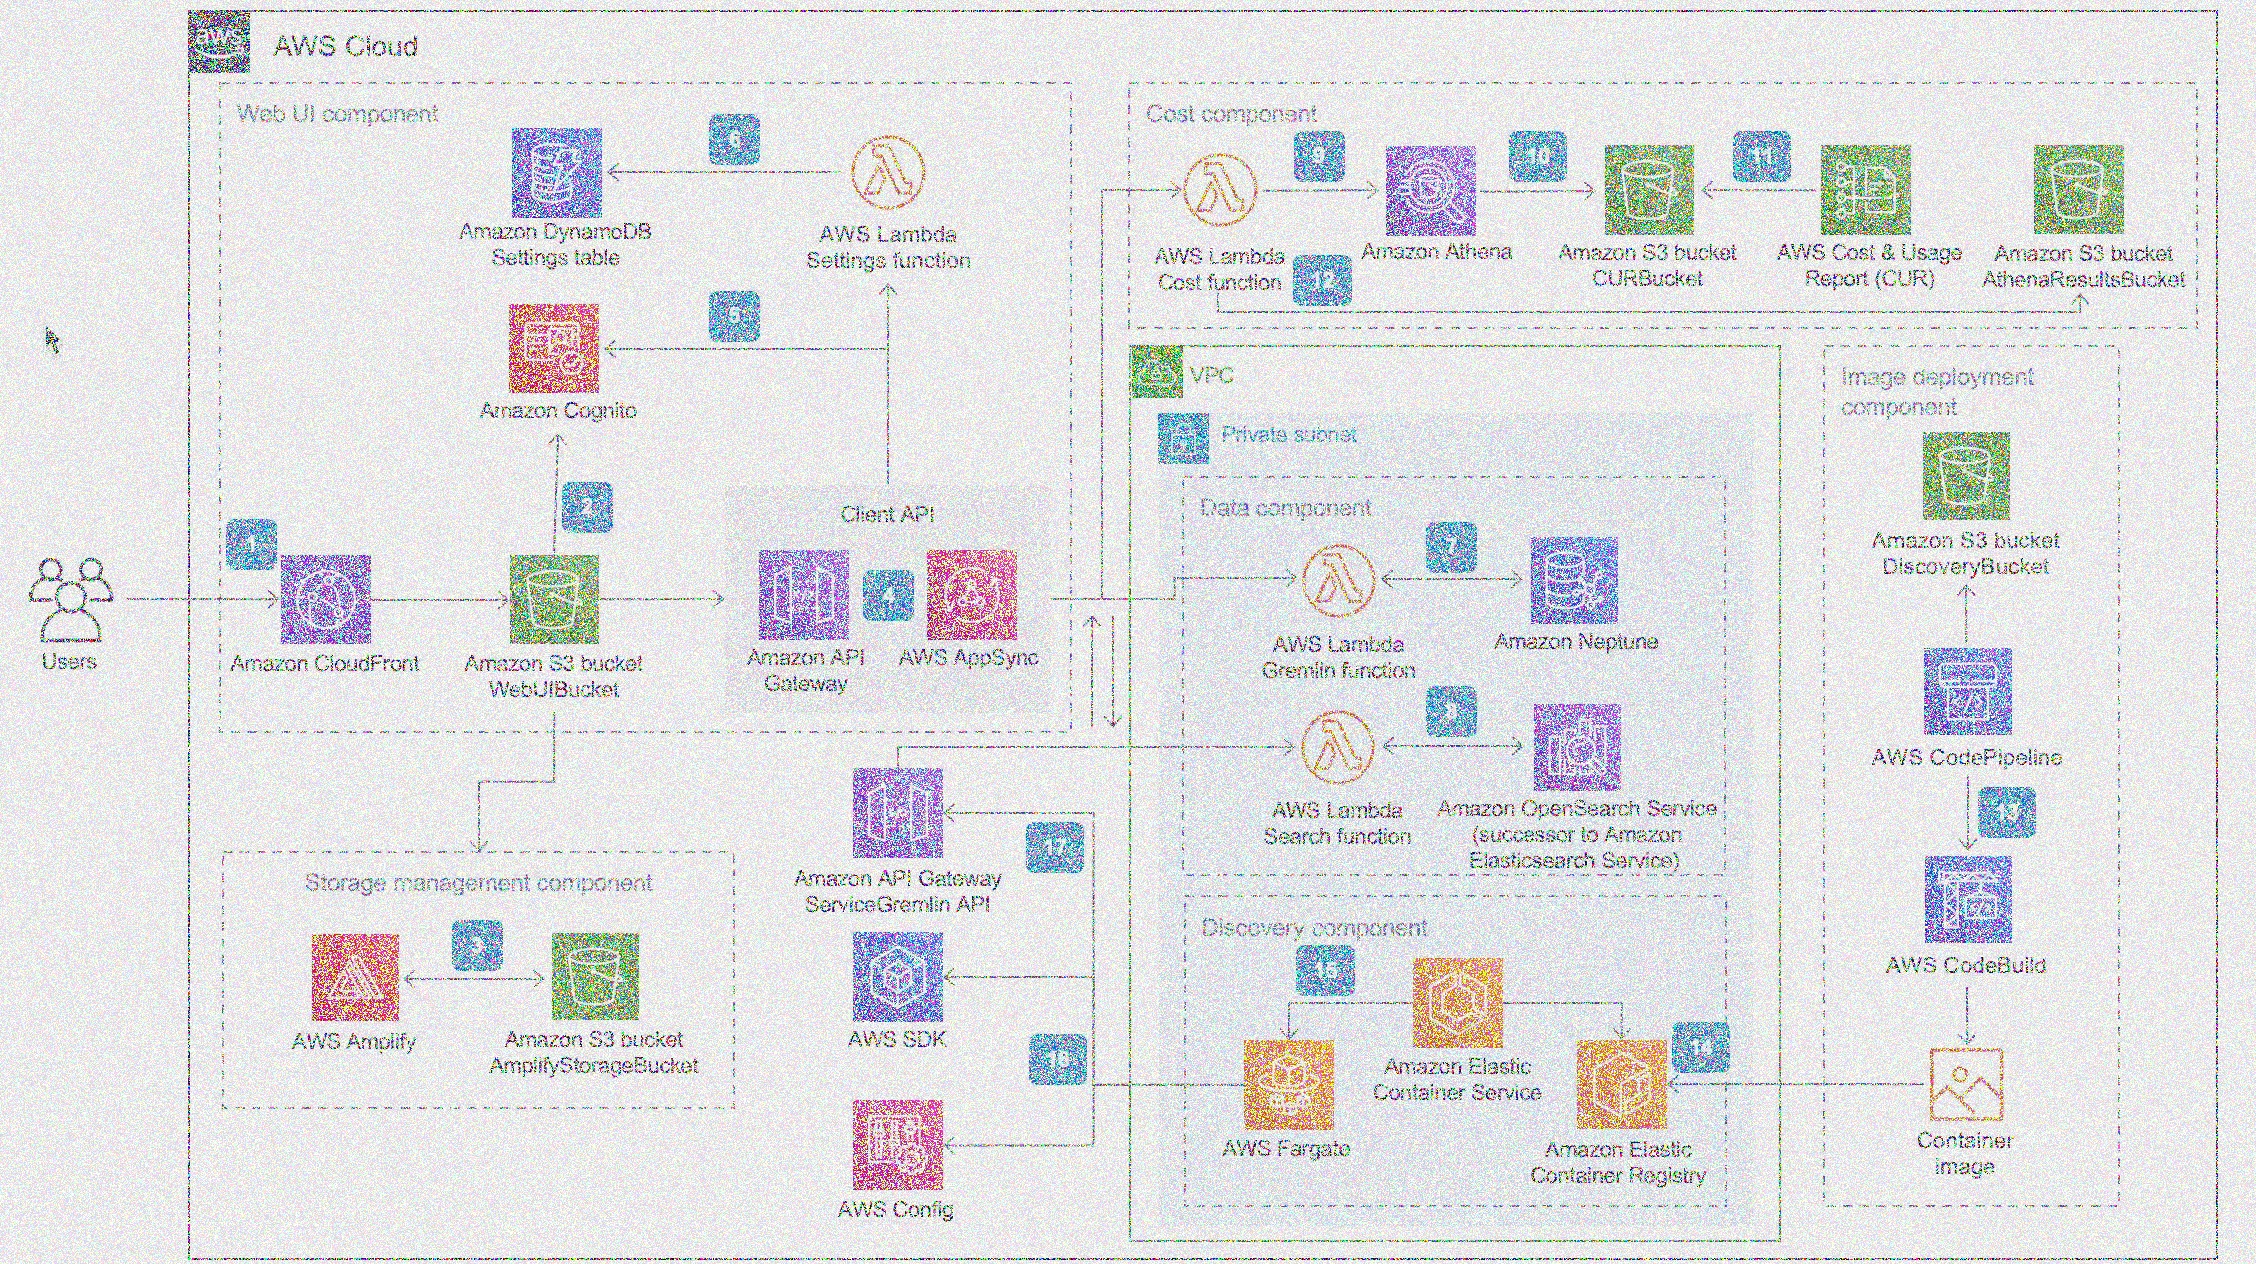 aws
AWS Cloud
Web UI component
6
Amazon DynamoDB
Settings table
AWS Lambda
Settings function
5
Amazon Cognito
2
Client API
1
4
Users
Amazon CloudFront
Amazon S3 bucket
WebUIBucket
Amazon API
Gateway
AWS AppSync
Cost component
9
10
11
AWS Lambda
Cost function
Amazon Athena
Amazon S3 bucket
CURBucket
AWS Cost & Usage
Report (CUR)
Amazon S3 bucket
AthenaResultsBucket
12
VPC
Private subnet
Data component
7
AWS Lambda
Gremlin function
Amazon Neptune
8
AWS Lambda
Search function
Amazon OpenSearch Service
(successor to Amazon
Elasticsearch Service)
Image deployment
component
Amazon S3 bucket
DiscoveryBucket
AWS CodePipeline
13
AWS CodeBuild
Container
image
Storage management component
3
AWS Amplify
Amazon S3 bucket
AmplifyStorageBucket
17
Amazon API Gateway
ServiceGremlin API
AWS SDK
AWS Config
Discovery component
15
Amazon Elastic
Container Service
14
AWS Fargate
Amazon Elastic
Container Registry